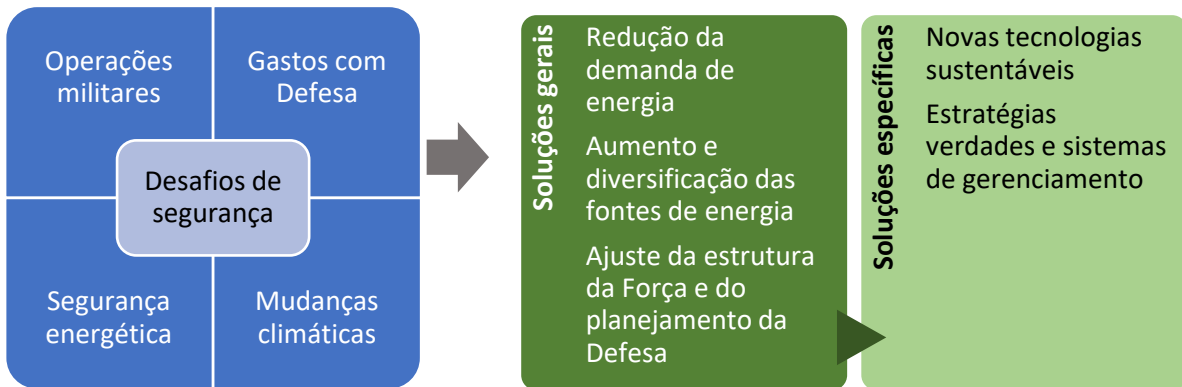 Operações
militares
Gastos com
Defesa
Desafios de
segurança
Segurança
energética
Mudanças
climáticas
Soluções gerais
Redução da
demanda de
energia
Aumento e
diversificação das
fontes de energia
Ajuste da estrutura
da Força e do
planejamento da
Defesa
Soluções específicas
Novas tecnologias
sustentáveis
Estratégias
verdades e sistemas
de gerenciamento